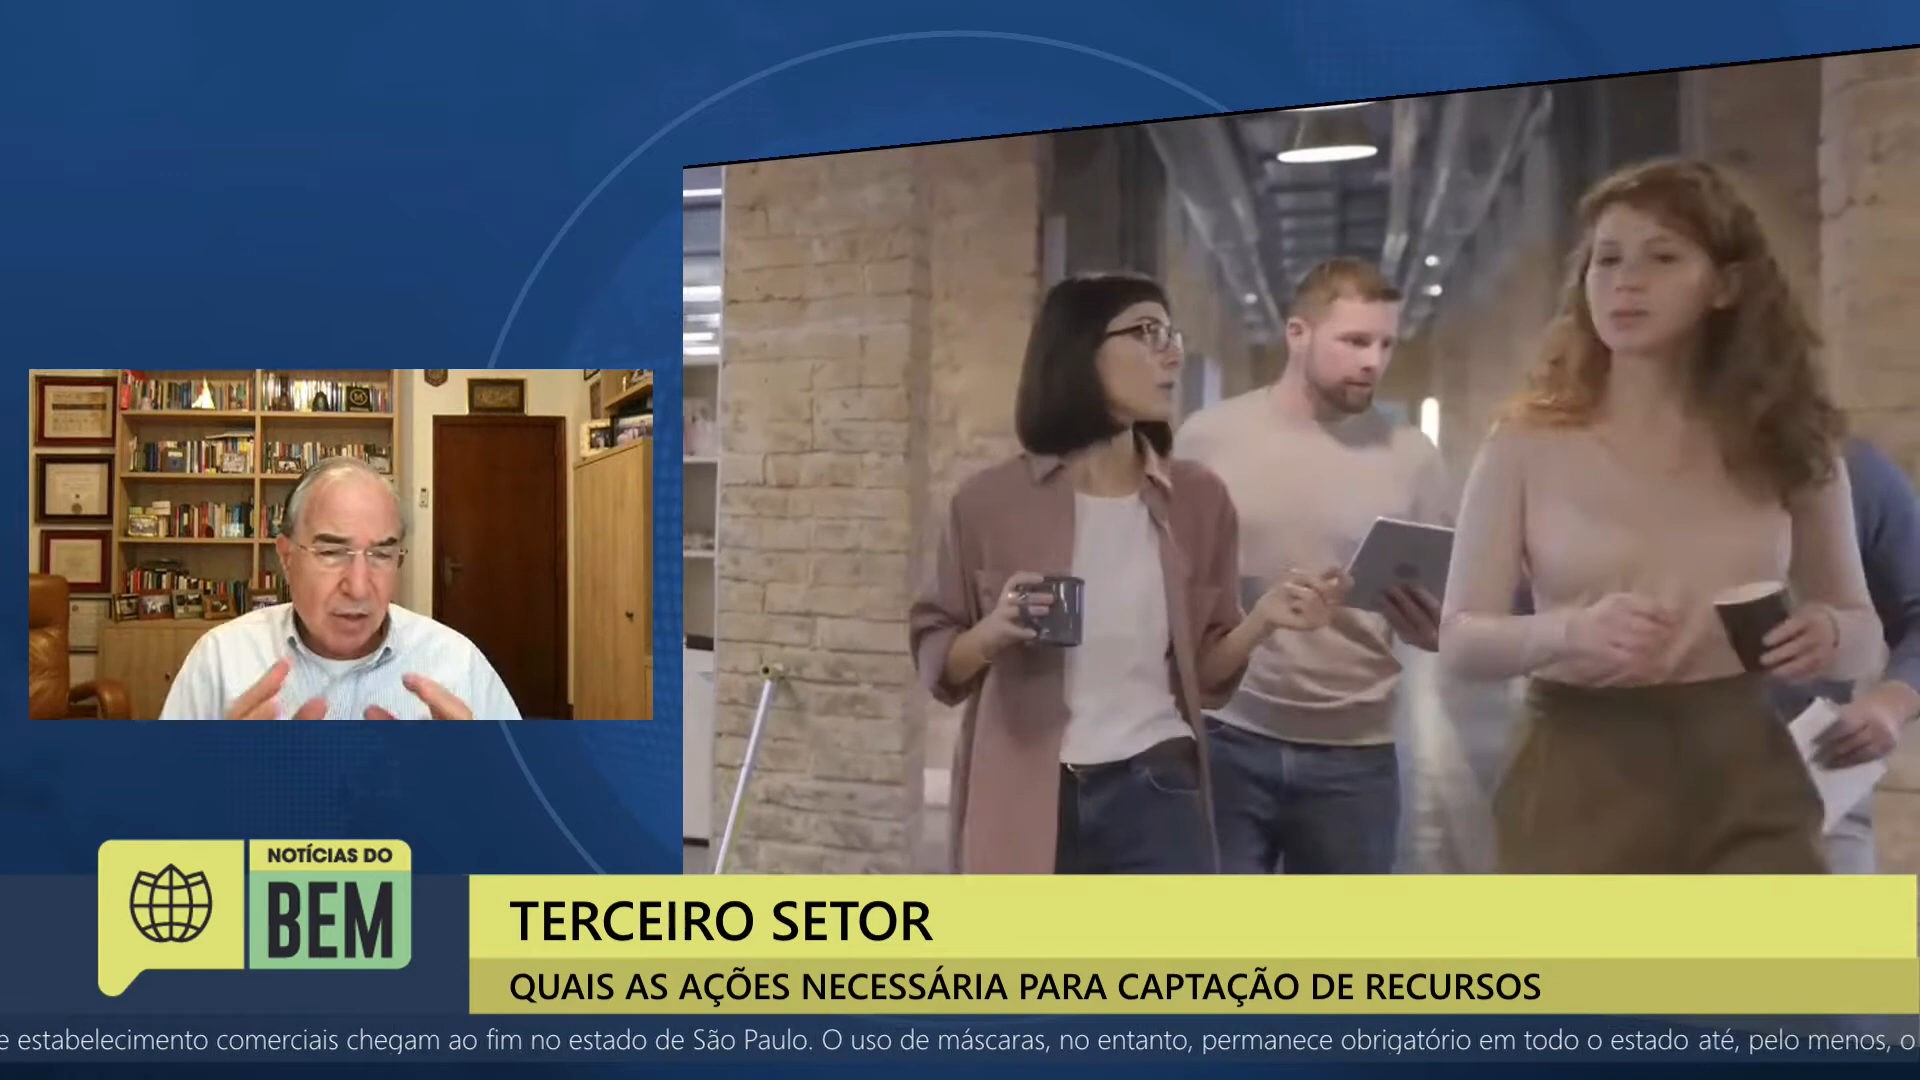 NOTÍCIAS DO
BEM
TERCEIRO SETOR
QUAIS AS AÇÕES NECESSÁRIA PARA CAPTAÇÃO DE RECURSOS
e estabelecimento comerciais chegam ao fim no estado de São Paulo. O uso de máscaras, no entanto, permanece obrigatório em todo o estado até, pelo menos, o